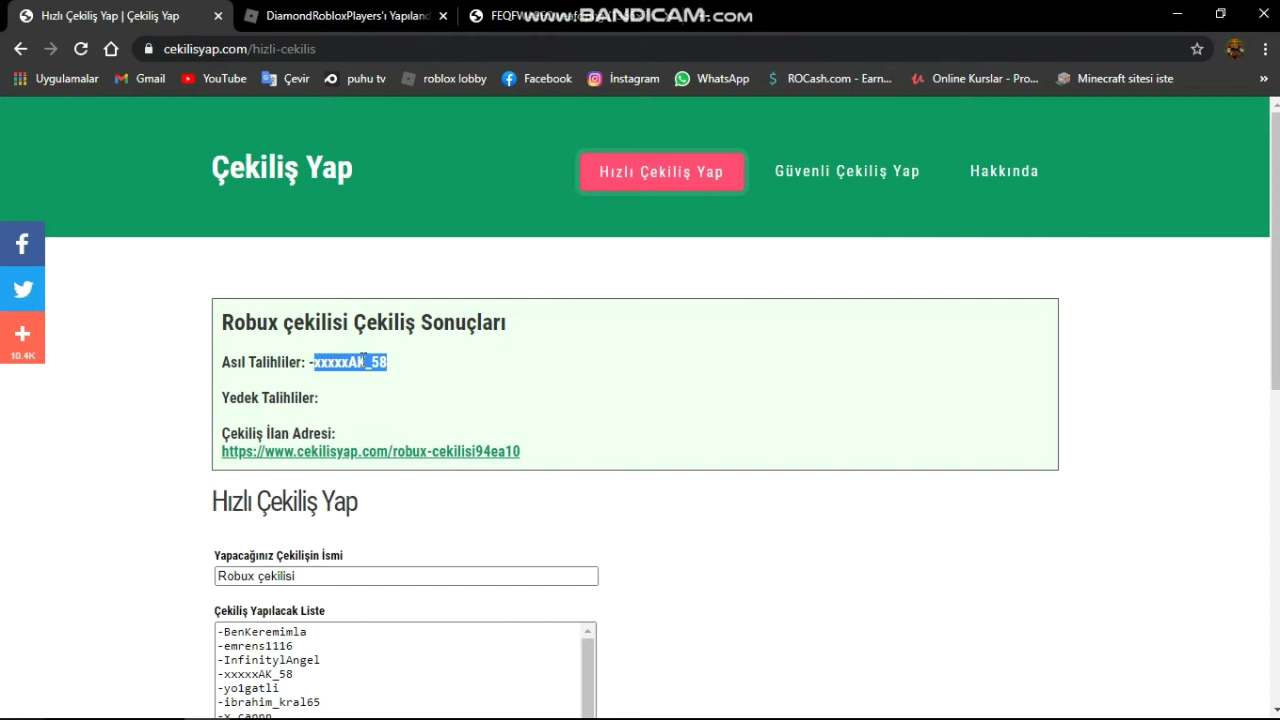 Hızlı Çekiliş Yap | Çekiliş Yap
DiamondRobloxPlayers'ı Yapıland
www.BANDICAM.com
cekilisyap.com/hizli-cekilis
Uygulamalar
Gmail
YouTube
Çevir
puhu tv
roblox lobby
Facebook
İnstagram
WhatsApp
ROCash.com - Earn...
Online Kurslar - Pro...
Minecraft sitesi iste
Çekiliş Yap
Hızlı Çekiliş Yap
Güvenli Çekiliş Yap
Hakkında
10.4K
Robux çekilisi Çekiliş Sonuçları
Asıl Talihliler: -xxxxxAK_58
Yedek Talihliler:
Çekiliş İlan Adresi:
https://www.cekilisyap.com/robux-cekilisi94ea10
Hızlı Çekiliş Yap
Yapacağınız Çekilişin İsmi
Robux çekilisi
Çekiliş Yapılacak Liste
-BenKeremimla
-emrens1116
-InfinitylAngel
-xxxxxAK_58
-yo1gatli
-ibrahim_kral65
-x_cannn